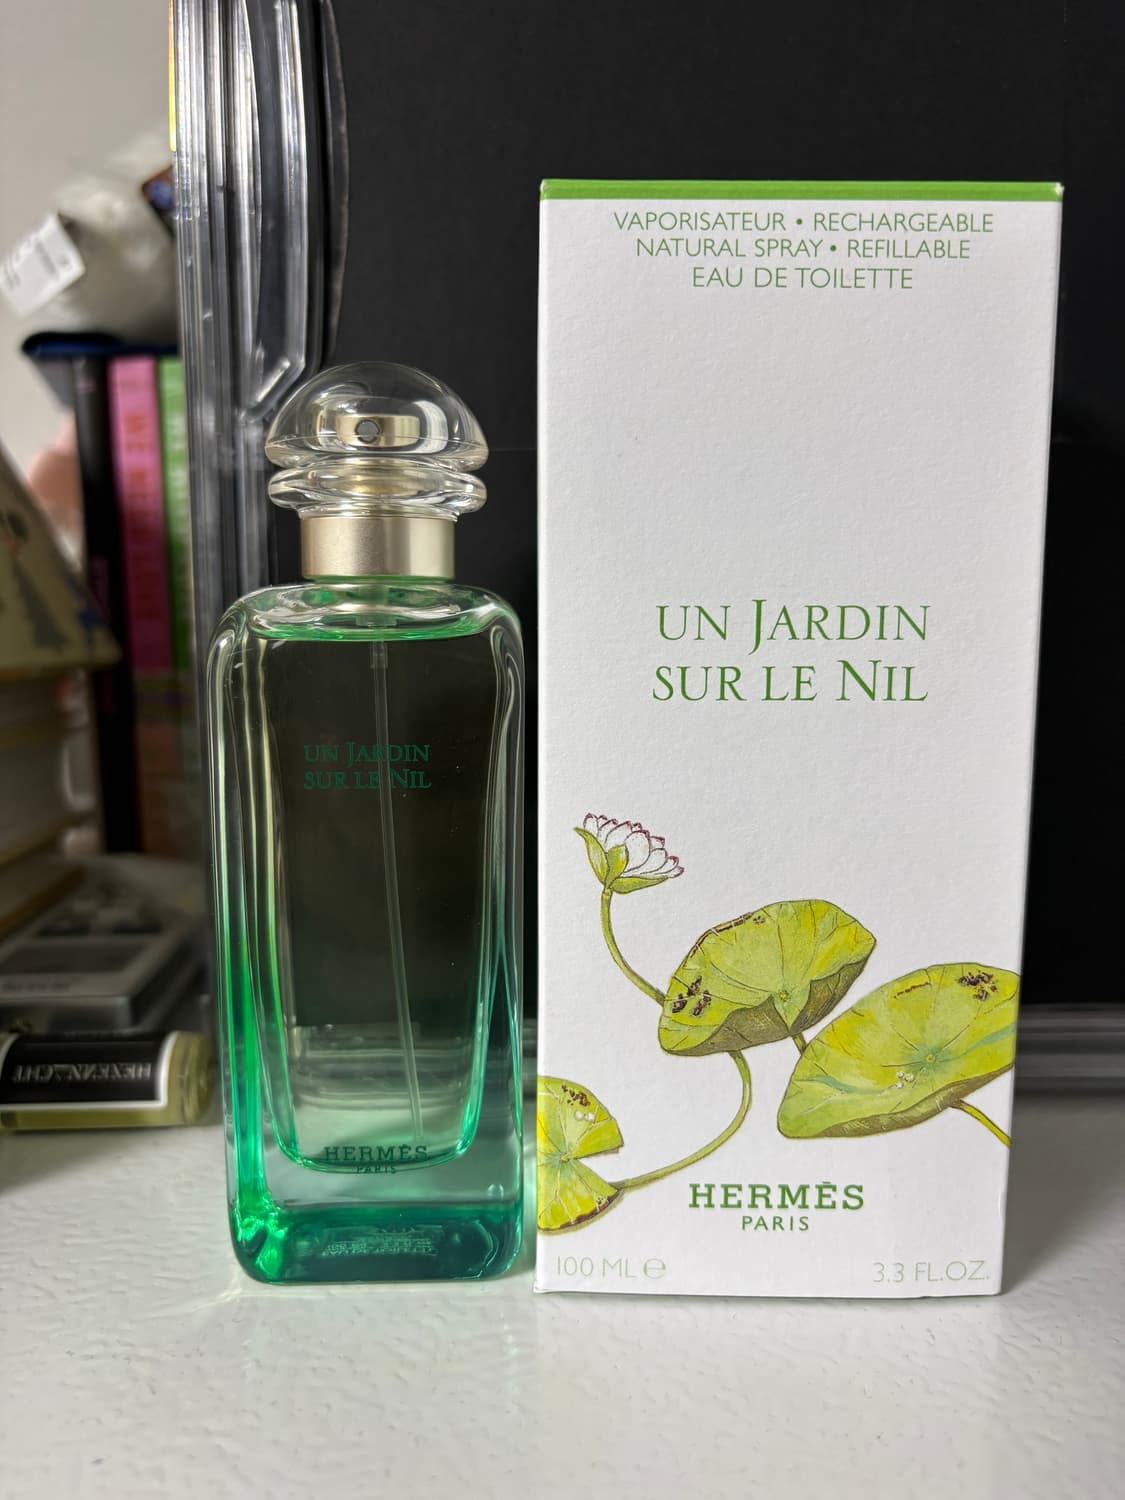 VAPORISATEUR • RECHARGEABLE
NATURAL SPRAY • REFILLABLE
EAU DE TOILETTE
UN JARDIN
SUR LE NIL
HERMÈS
PARIS
100 ML ℮
3.3 FL.OZ.
UN JARDIN
SUR LE NIL
HERMÈS
PARIS